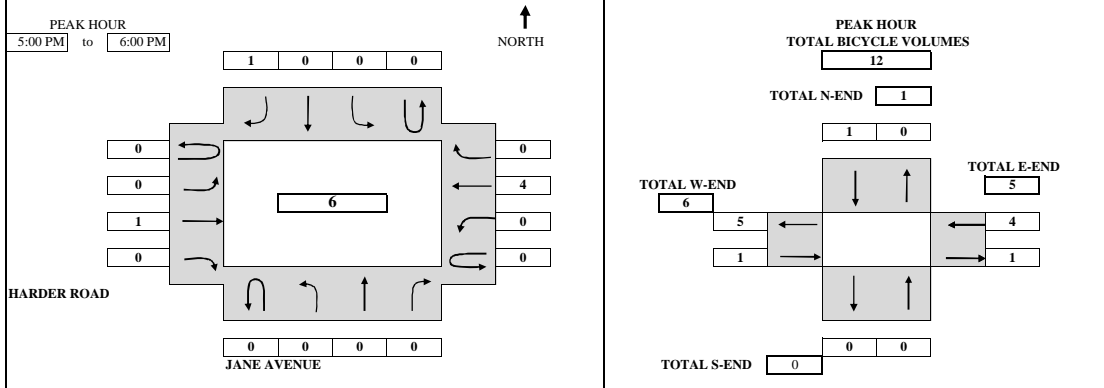 PEAK HOUR
5:00 PM to 6:00 PM
NORTH
1 0 0 0
0 0
0 4
6
1 0
0 0
HARDER ROAD
0 0 0 0
JANE AVENUE
PEAK HOUR
TOTAL BICYCLE VOLUMES
12
TOTAL N-END 1
1 0
TOTAL E-END
TOTAL W-END 5
6
5 4
1 1
0 0
TOTAL S-END 0